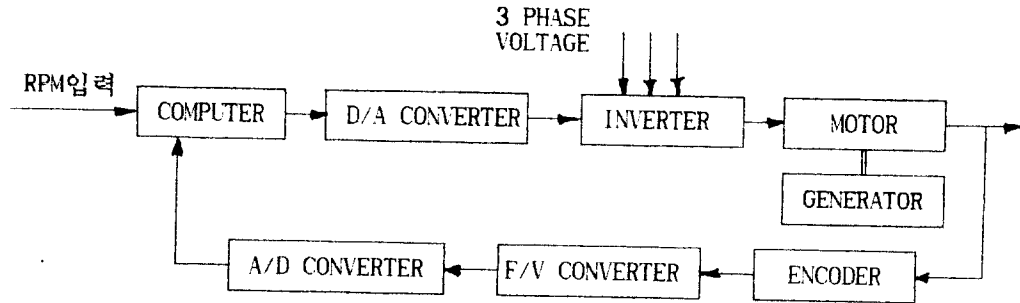 3 PHASE
VOLTAGE
RPM입력
COMPUTER
D/A CONVERTER
INVERTER
MOTOR
GENERATOR
A/D CONVERTER
F/V CONVERTER
ENCODER